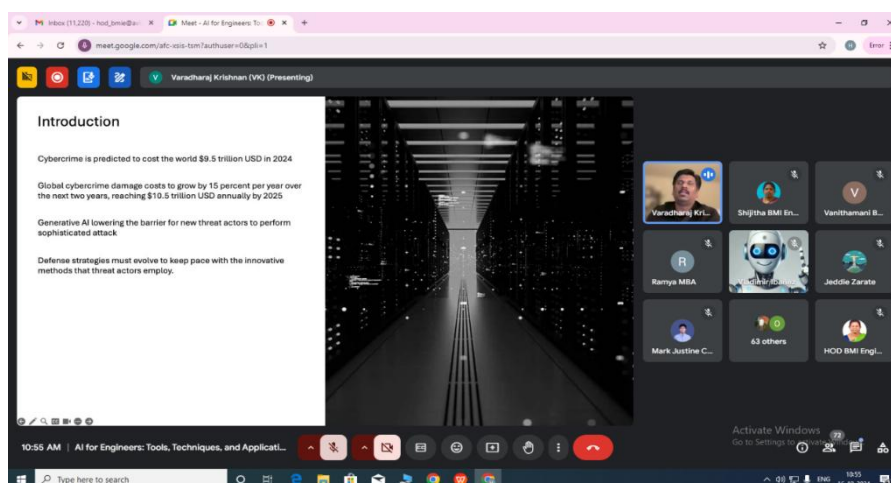 Inbox (11,220) - hod_bmie@av
Meet - AI for Engineers: To
meet.google.com/afc-vsis-tsm?authuser=0&pli=1
Error
V
Varadharaj Krishnan (VK) (Presenting)
Introduction
Cybercrime is predicted to cost the world $9.5 trillion USD in 2024
Global cybercrime damage costs to grow by 15 percent per year over
the next two years, reaching $10.5 trillion USD annually by 2025
Generative AI lowering the barrier for new threat actors to perform
sophisticated attack
Defense strategies must evolve to keep pace with the innovative
methods that threat actors employ.
Varadharaj Kri...
Shijitha BMI En...
V
Vanithamani B...
R
Ramya MBA
Vladimir Ibanez
Jeddie Zarate
Mark Justine C...
O
63 others
HOD BMI Engi...
Activate Windows
Go to Settings to activate
10:55 AM | AI for Engineers: Tools, Techniques, and Applicati...
72
Type here to search
ENG
10:55